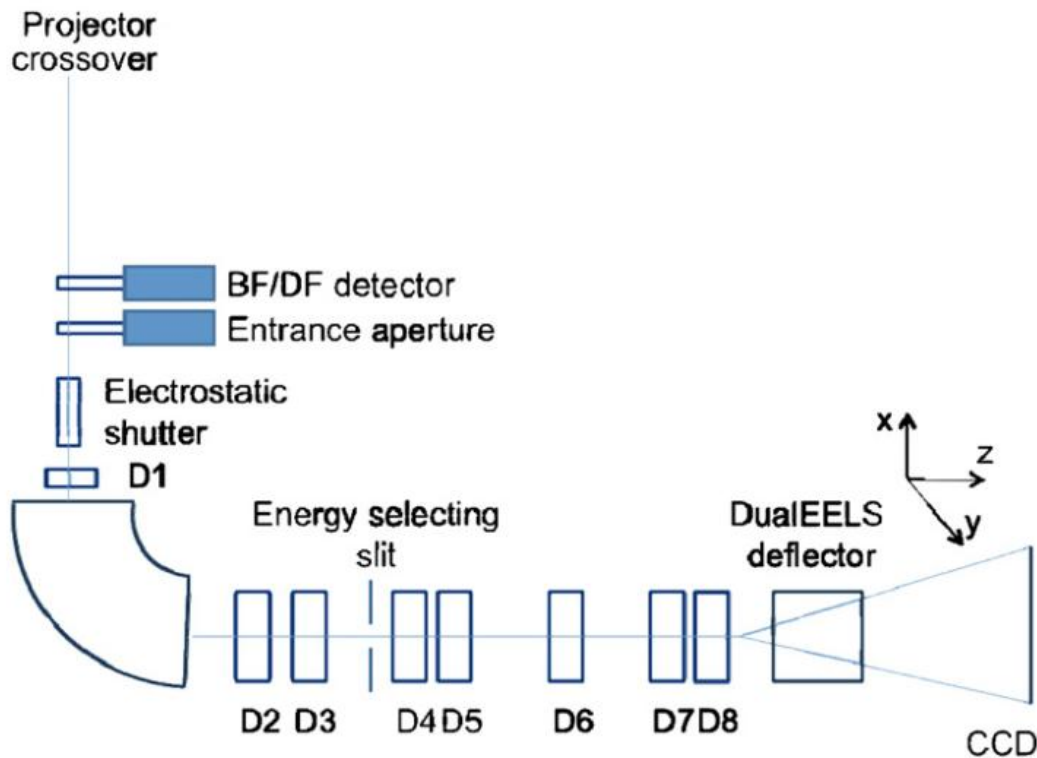 Projector
crossover
BF/DF detector
Entrance aperture
Electrostatic
shutter
D1
Energy selecting
slit
DualEELS
deflector
x
z
y
D2 D3 D4 D5 D6 D7 D8
CCD